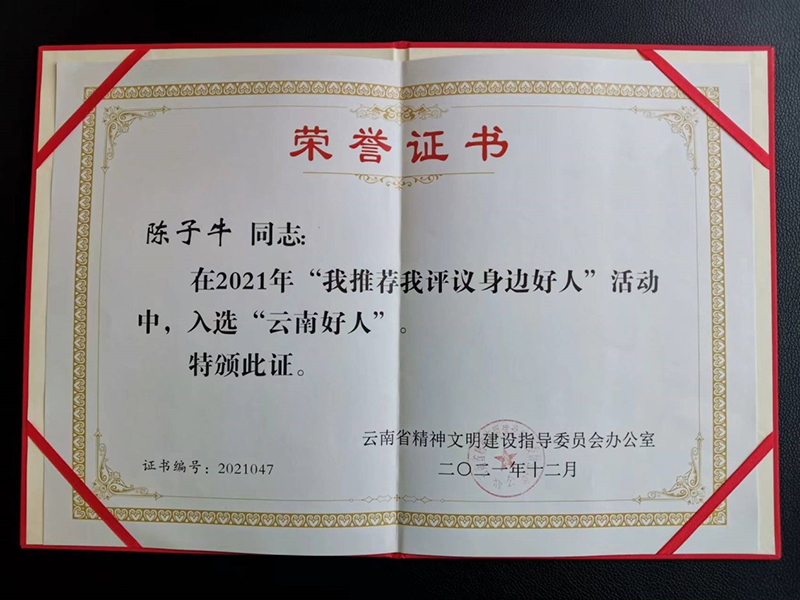 荣誉证书
陈子牛 同志:
在2021年“我推荐我评议身边好人”活动
中，入选“云南好人”。
特颁此证。
云南省精神文明建设指导委员会办公室
证书编号：2021047
二〇二一年十二月